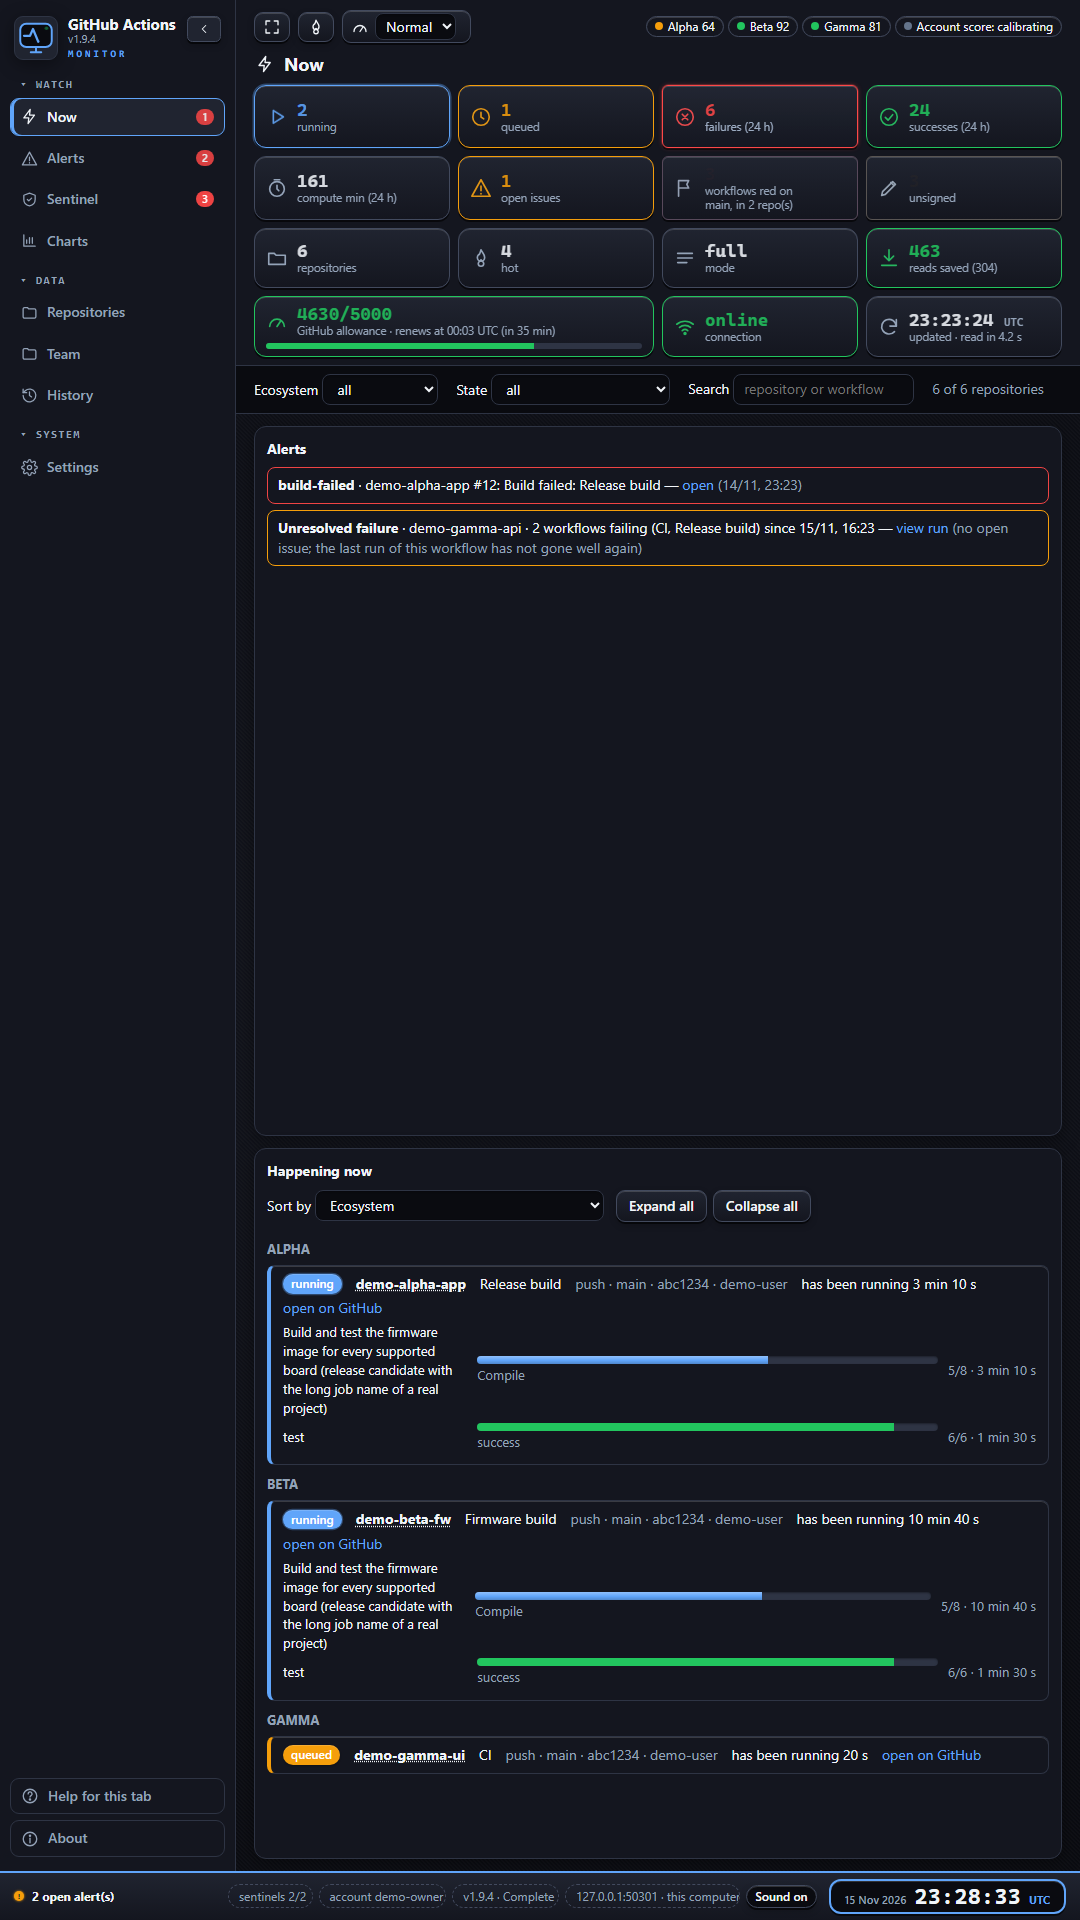 GitHub Actions
v1.9.4
MONITOR
WATCH
Now 1
Alerts 2
Sentinel 3
Charts
DATA
Repositories
Team
History
SYSTEM
Settings
Help for this tab
About
Normal
Alpha 64
Beta 92
Gamma 81
Account score: calibrating
Now
2
running
1
queued
6
failures (24 h)
24
successes (24 h)
161
compute min (24 h)
1
open issues
workflows red on
main, in 2 repo(s)
unsigned
6
repositories
4
hot
full
mode
463
reads saved (304)
4630/5000
GitHub allowance · renews at 00:03 UTC (in 35 min)
online
connection
23:23:24 UTC
updated · read in 4.2 s
Ecosystem all
State all
Search repository or workflow
6 of 6 repositories
Alerts
build-failed · demo-alpha-app #12: Build failed: Release build — open (14/11, 23:23)
Unresolved failure · demo-gamma-api · 2 workflows failing (CI, Release build) since 15/11, 16:23 — view run (no open
issue; the last run of this workflow has not gone well again)
Happening now
Sort by Ecosystem Expand all Collapse all
ALPHA
running demo-alpha-app Release build push · main · abc1234 · demo-user has been running 3 min 10 s
open on GitHub
Build and test the firmware
image for every supported
board (release candidate with
the long job name of a real
project)
Compile
5/8 · 3 min 10 s
test
success
6/6 · 1 min 30 s
BETA
running demo-beta-fw Firmware build push · main · abc1234 · demo-user has been running 10 min 40 s
open on GitHub
Build and test the firmware
image for every supported
board (release candidate with
the long job name of a real
project)
Compile
5/8 · 10 min 40 s
test
success
6/6 · 1 min 30 s
GAMMA
queued demo-gamma-ui CI push · main · abc1234 · demo-user has been running 20 s open on GitHub
2 open alert(s)
sentinels 2/2
account demo-owner
v1.9.4 · Complete
127.0.0.1:50301 · this computer
Sound on
15 Nov 2026 23:28:33 UTC